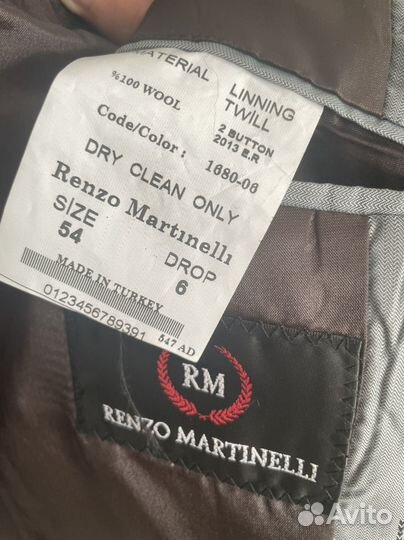 MATERIAL LINNING
%100 WOOL TWILL
2 BUTTON
Code/Color: 1680-06 2013 E.R
DRY CLEAN ONLY
Renzo Martinelli
SIZE DROP
54 6
MADE IN TURKEY
0123456789391 547 AD
RM
RENZO MARTINELLI
Avito